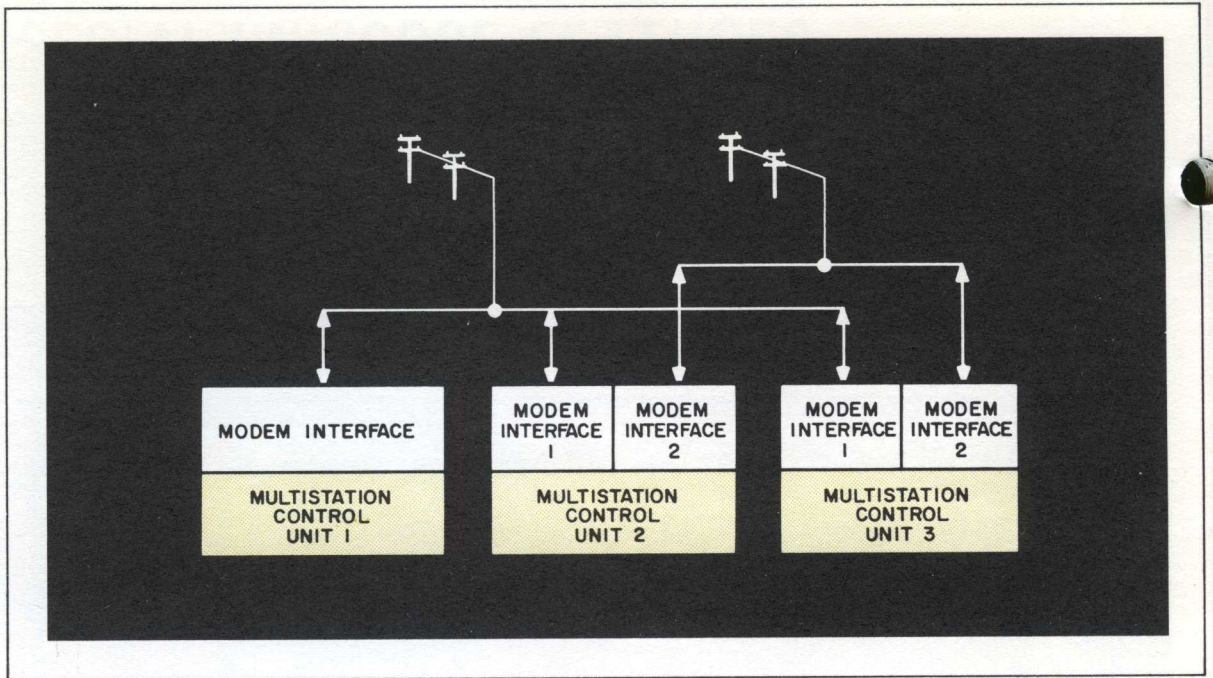 MODEM INTERFACE
MULTISTATION
CONTROL
UNIT 1
MODEM
INTERFACE
1
MODEM
INTERFACE
2
MULTISTATION
CONTROL
UNIT 2
MODEM
INTERFACE
1
MODEM
INTERFACE
2
MULTISTATION
CONTROL
UNIT 3